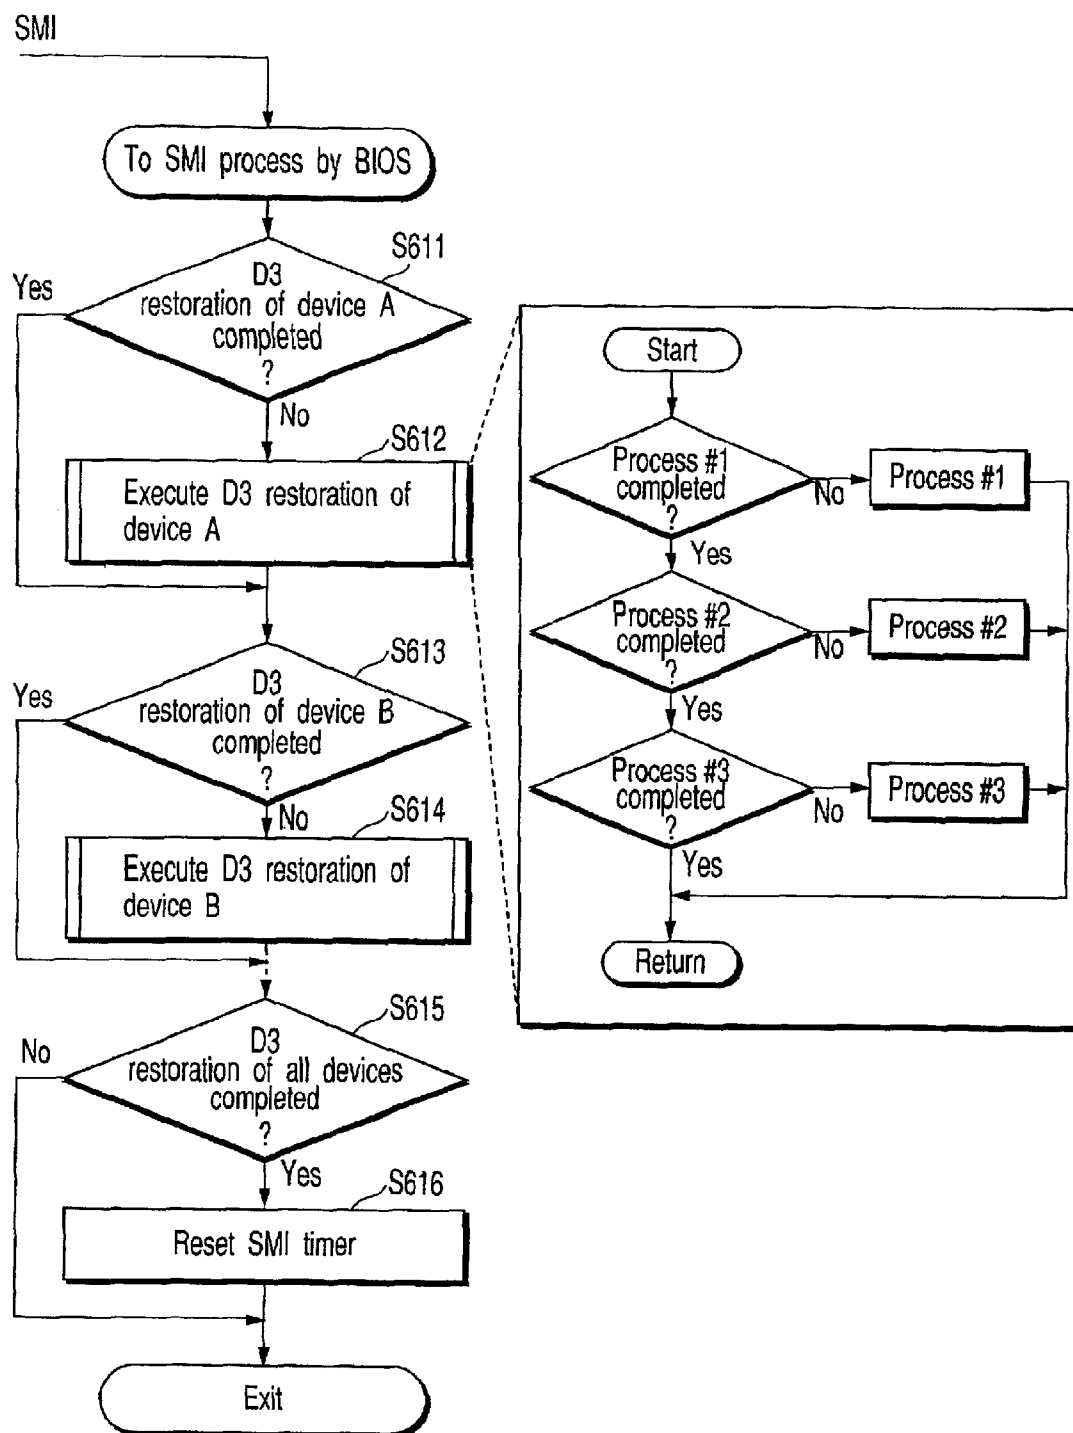 SMI
To SMI process by BIOS
S611
D3
restoration of device A
completed
?
Yes
No
S612
Execute D3 restoration of
device A
S613
D3
restoration of device B
completed
?
Yes
No
S614
Execute D3 restoration of
device B
S615
D3
restoration of all devices
completed
?
No
Yes
S616
Reset SMI timer
Exit
Start
Process #1
completed
?
No
Process #1
Yes
Process #2
completed
?
No
Process #2
Yes
Process #3
completed
?
No
Process #3
Yes
Return